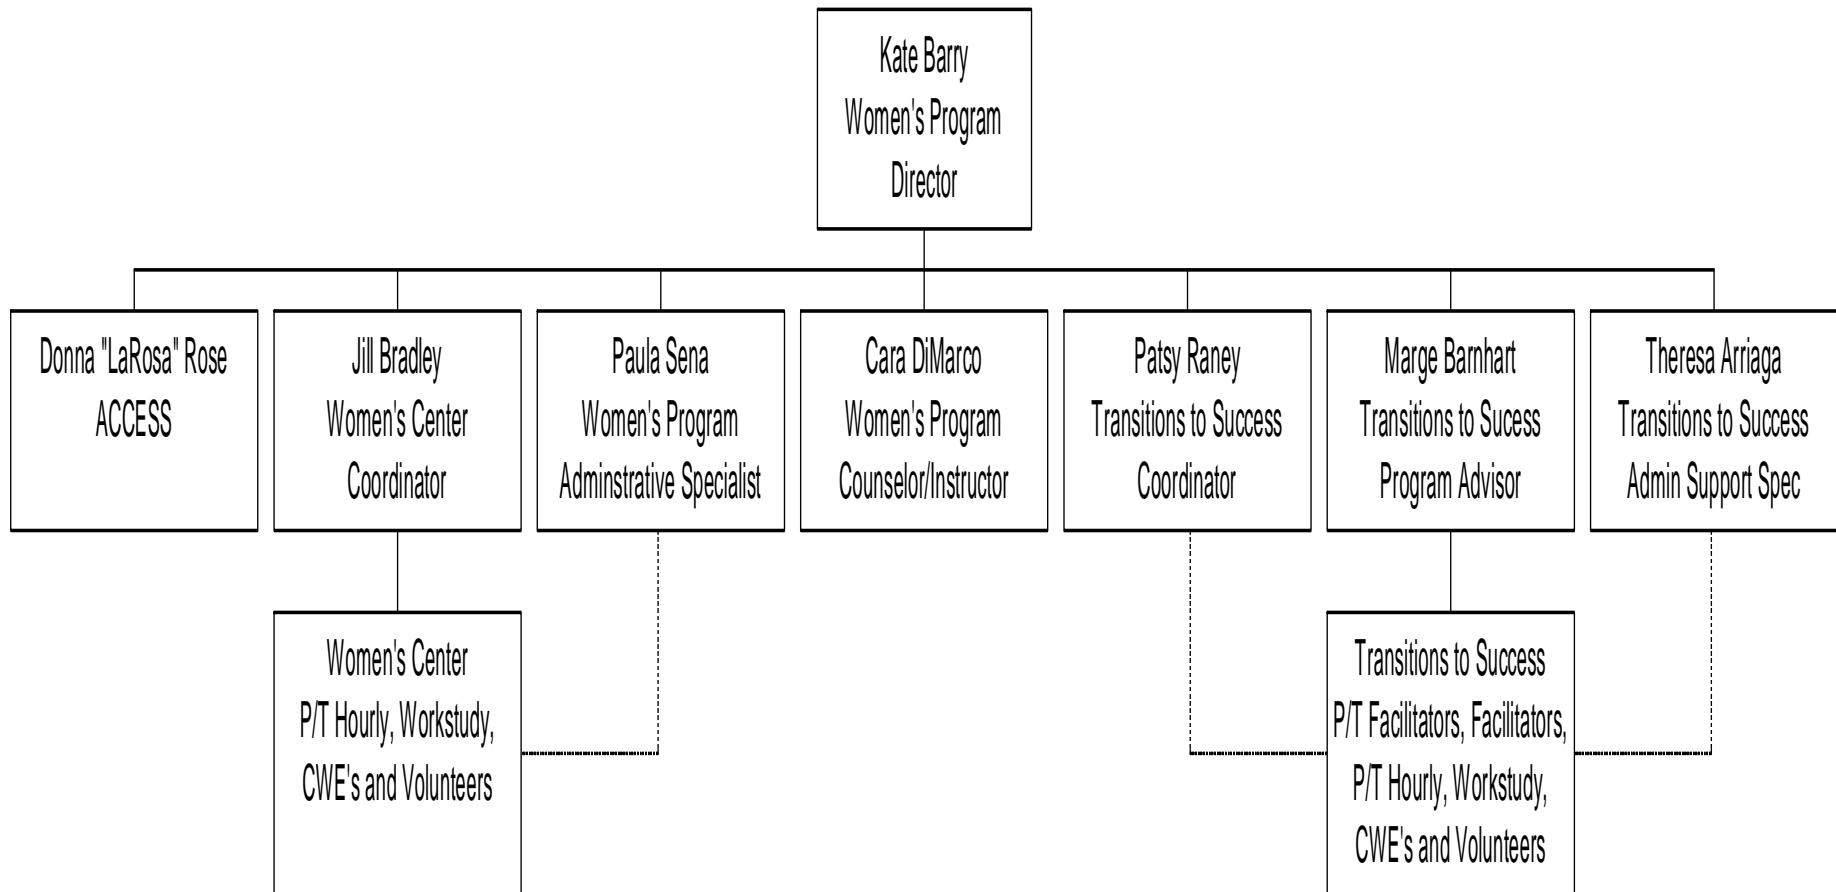 Kate Barry
Women's Program
Director
Donna "LaRosa" Rose
ACCESS
Jill Bradley
Women's Center
Coordinator
Paula Sena
Women's Program
Adminstrative Specialist
Cara DiMarco
Women's Program
Counselor/Instructor
Patsy Raney
Transitions to Success
Coordinator
Marge Barnhart
Transitions to Sucess
Program Advisor
Theresa Arriaga
Transitions to Success
Admin Support Spec
Women's Center
P/T Hourly, Workstudy,
CWE's and Volunteers
Transitions to Success
P/T Facilitators, Facilitators,
P/T Hourly, Workstudy,
CWE's and Volunteers